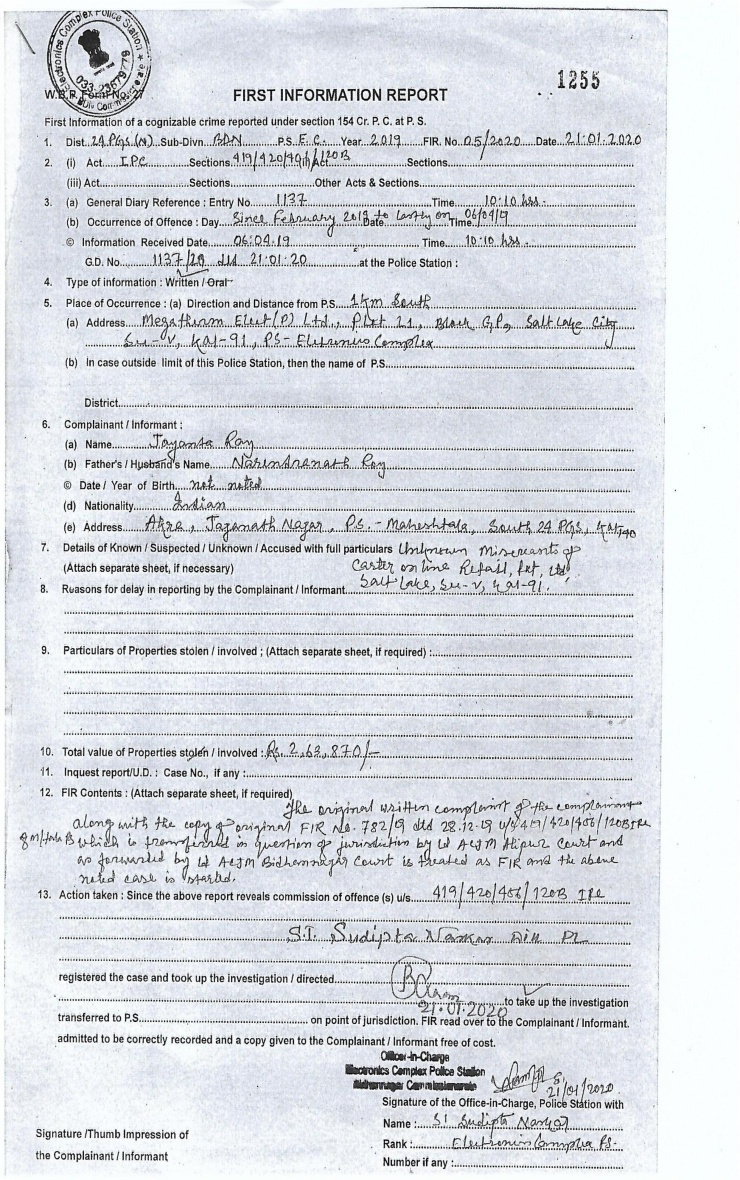 Electronics Complex Police Station
033-23679779
W.B.P. Form No. 27
1255
FIRST INFORMATION REPORT
First Information of a cognizable crime reported under section 154 Cr. P. C. at P. S.
1. Dist. 24 PGS (N) Sub-Divn. BDN P.S. E.C. Year 2019 FIR. No. 05/2020 Date 21.01.2020
2. (i) Act IPC Sections 419/420/406/120B Sections
(iii) Act Sections Other Acts & Sections
3. (a) General Diary Reference : Entry No 1137 Time 10:10 hrs.
(b) Occurrence of Offence : Day Since February 2019 to lastly on Date Time 06/04/19
© Information Received Date 06.04.19 Time 10:10 hrs.
G.D. No. 1137/20 dtd 21.01.20 at the Police Station :
4. Type of information : Written / Oral
5. Place of Occurrence : (a) Direction and Distance from P.S. 1 km South
(a) Address Megatherm Elect (P) Ltd., Plot L1, Block GP, Salt Lake City
Sec-V, Kol-91, PS- Eletronics Complex
(b) In case outside limit of this Police Station, then the name of P.S.
District
6. Complainant / Informant :
(a) Name Jayanta Roy
(b) Father's / Husband's Name Narendranath Roy
© Date / Year of Birth not noted
(d) Nationality Indian
(e) Address Akra, Jaganath Nagar, P.S. - Maheshtala, South 24 PGS, Kol-140
7. Details of Known / Suspected / Unknown / Accused with full particulars Unknown Miscreants of
(Attach separate sheet, if necessary) Carter online Retail, Pvt, Ltd
Salt Lake, Sec-V, Kol-91.
8. Reasons for delay in reporting by the Complainant / Informant
9. Particulars of Properties stolen / involved ; (Attach separate sheet, if required) :
10. Total value of Properties stolen / involved : Rs. 2,63,870/-
11. Inquest report/U.D. : Case No., if any :
12. FIR Contents : (Attach separate sheet, if required)
The original written complaint of the complainant
along with the copy of original FIR No. 782/19 dtd 28.12.19 u/s 419/420/406/120B IPC
which is transferred in question of jurisdiction by Ld ACJM Alipur Court and
as forwarded by Ld ACJM Bidhannagar Court is treated as FIR and the above
noted case is started.
13. Action taken : Since the above report reveals commission of offence (s) u/s 419/420/406/120B IPC
S.I. Sudipta Naskar
registered the case and took up the investigation / directed
21.01.2020 to take up the investigation
transferred to P.S. on point of jurisdiction. FIR read over to the Complainant / Informant.
admitted to be correctly recorded and a copy given to the Complainant / Informant free of cost.
Officer-in-Charge
Electronics Complex Police Station
Bidhannagar Commissionerate
21/01/2020
Signature of the Office-in-Charge, Police Station with
Name : SI Sudipta Naskar
Signature /Thumb Impression of
the Complainant / Informant
Rank : Electronics Complex PS.
Number if any :